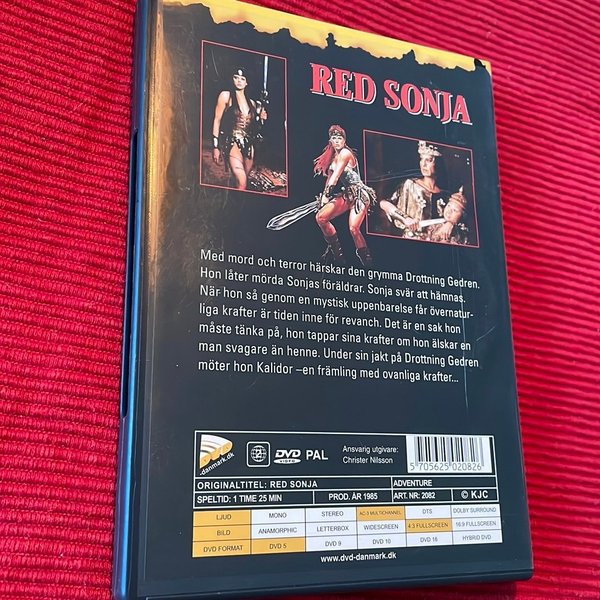 RED SONJA
Med mord och terror härskar den grymma Drottning Gedren.
Hon låter mörda Sonjas föräldrar. Sonja svär att hämnas.
När hon så genom en mystisk uppenbarelse får övernatur-
liga krafter är tiden inne för revanch. Det är en sak hon
måste tänka på, hon tappar sina krafter om hon älskar en
man svagare än henne. Under sin jakt på Drottning Gedren
möter hon Kalidor –en främling med ovanliga krafter...
DVD
-danmark.dk
2
DVD
VIDEO
PAL
Ansvarig utgivare:
Christer Nilsson
5 705625 020826
ORIGINALTITEL: RED SONJA
ADVENTURE
SPELTID: 1 TIME 25 MIN
PROD. ÅR 1985
ART. NR: 2082
© KJC
LJUD MONO STEREO AC-3 MULTICHANNEL DTS DOLBY SURROUND
BILD ANAMORPHIC LETTERBOX WIDESCREEN 4:3 FULLSCREEN 16:9 FULLSCREEN
DVD FORMAT DVD 5 DVD 9 DVD 10 DVD 18 HYBRID DVD
www.dvd-danmark.dk